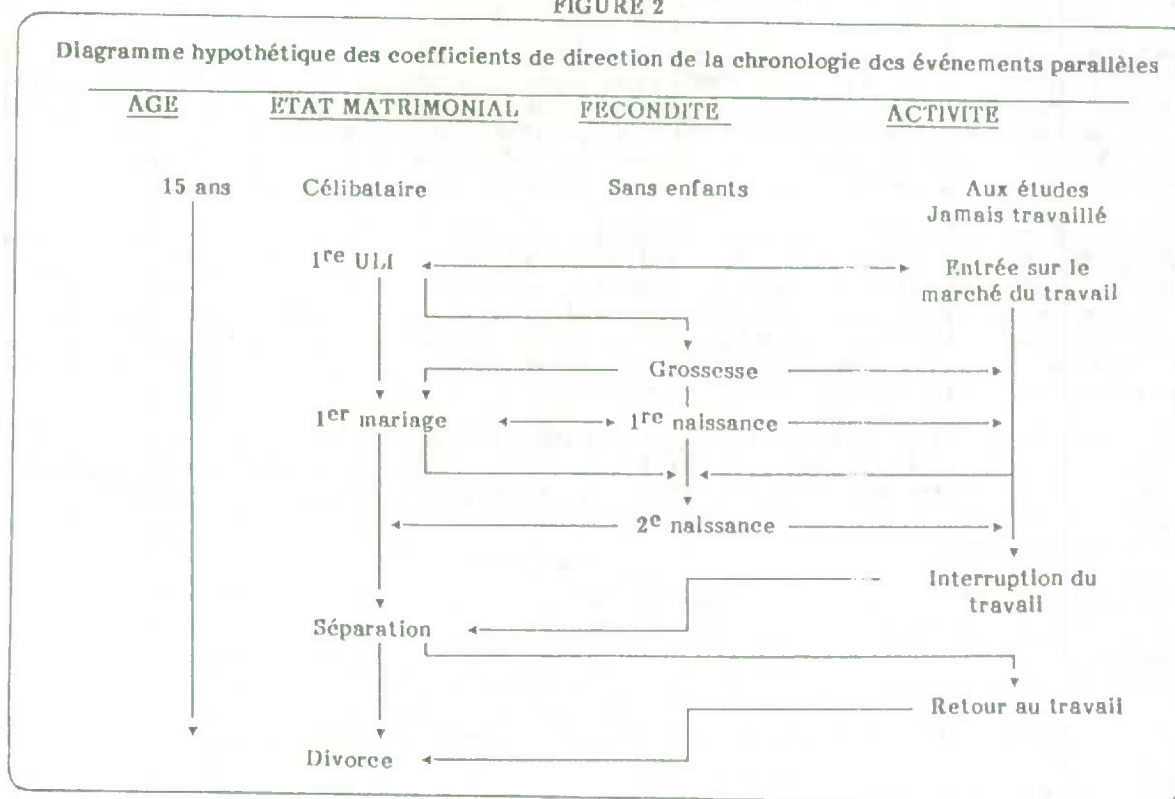 FIGURE 2
Diagramme hypothétique des coefficients de direction de la chronologie des événements parallèles
AGE ETAT MATRIMONIAL FECONDITE ACTIVITE
15 ans Célibataire Sans enfants Aux études
Jamais travaillé
1re ULI Entrée sur le
marché du travail
Grossesse
1er mariage 1re naissance
2e naissance
Interruption du
travail
Séparation
Retour au travail
Divorce